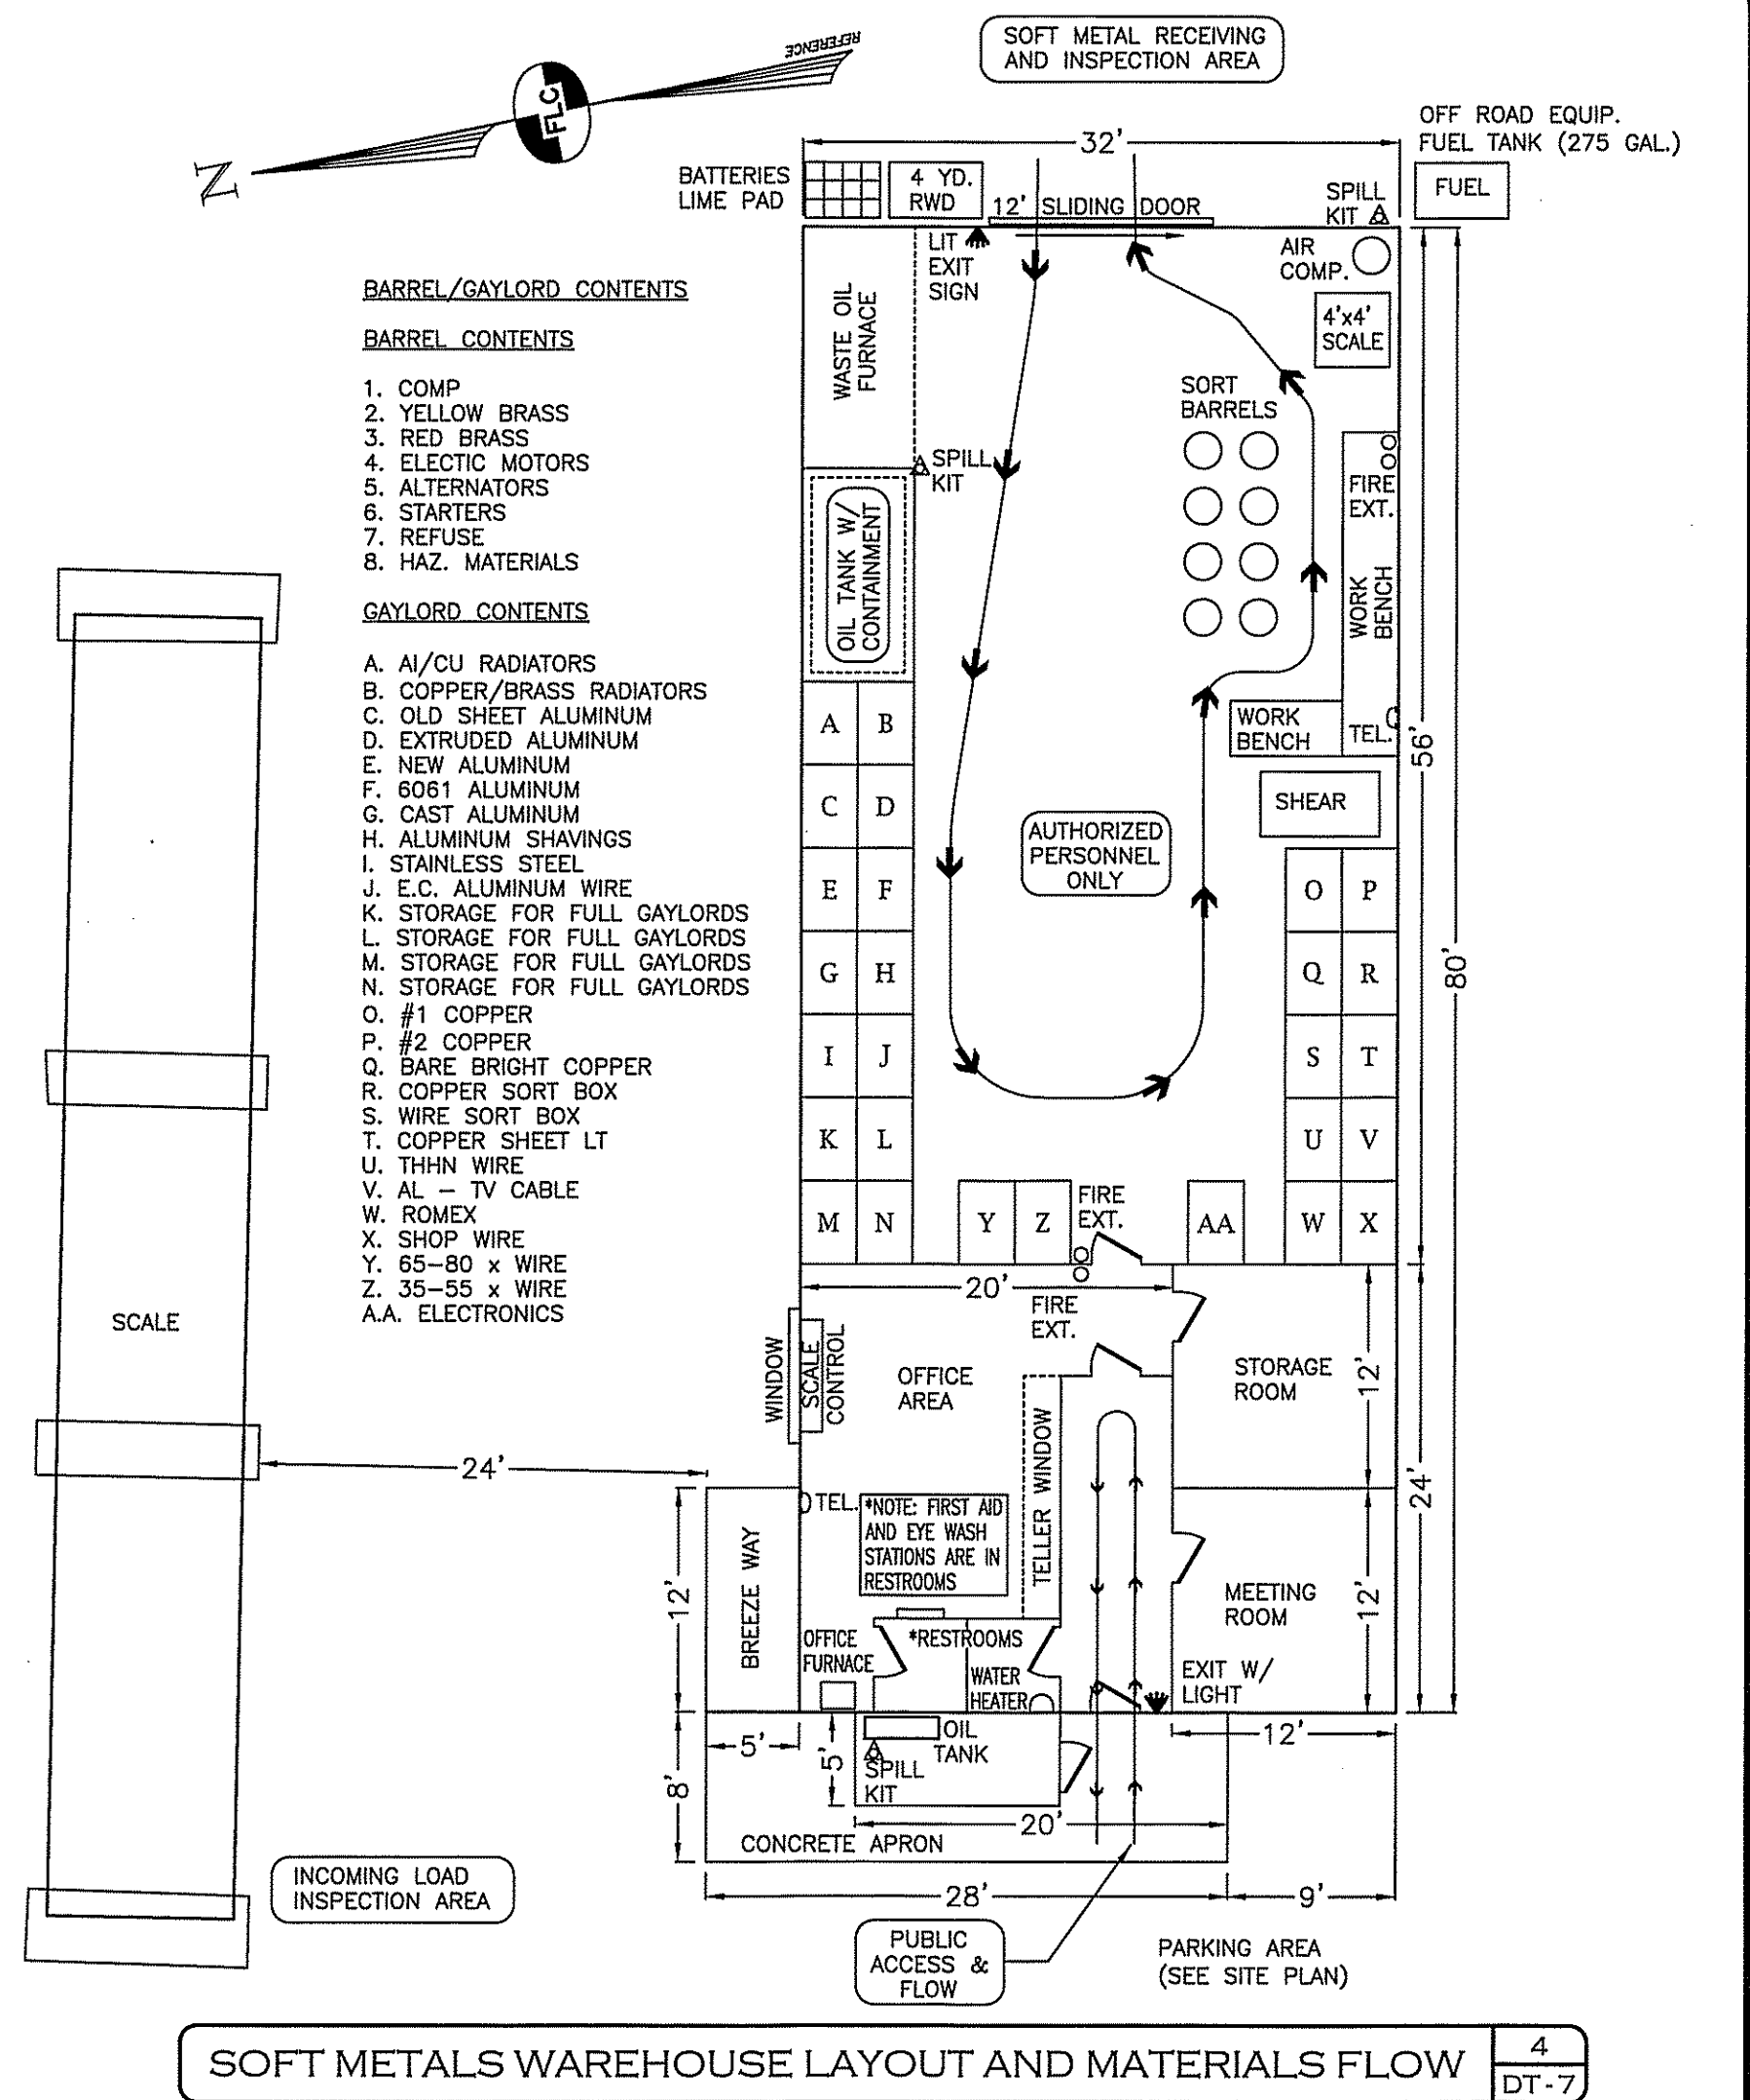 REFERENCE
FLC
N
SOFT METAL RECEIVING
AND INSPECTION AREA
OFF ROAD EQUIP.
FUEL TANK (275 GAL.)
FUEL
32'
BATTERIES
LIME PAD
4 YD.
RWD
12' SLIDING DOOR
SPILL
KIT
LIT
EXIT
SIGN
AIR
COMP.
4'x4'
SCALE
WASTE OIL
FURNACE
SORT
BARRELS
SPILL
KIT
FIRE
EXT.
OIL TANK W/
CONTAINMENT
WORK
BENCH
WORK
BENCH
TEL.
56'
80'
SHEAR
AUTHORIZED
PERSONNEL
ONLY
BARREL/GAYLORD CONTENTS
BARREL CONTENTS
1. COMP
2. YELLOW BRASS
3. RED BRASS
4. ELECTIC MOTORS
5. ALTERNATORS
6. STARTERS
7. REFUSE
8. HAZ. MATERIALS
GAYLORD CONTENTS
A. Al/CU RADIATORS
B. COPPER/BRASS RADIATORS
C. OLD SHEET ALUMINUM
D. EXTRUDED ALUMINUM
E. NEW ALUMINUM
F. 6061 ALUMINUM
G. CAST ALUMINUM
H. ALUMINUM SHAVINGS
I. STAINLESS STEEL
J. E.C. ALUMINUM WIRE
K. STORAGE FOR FULL GAYLORDS
L. STORAGE FOR FULL GAYLORDS
M. STORAGE FOR FULL GAYLORDS
N. STORAGE FOR FULL GAYLORDS
O. #1 COPPER
P. #2 COPPER
Q. BARE BRIGHT COPPER
R. COPPER SORT BOX
S. WIRE SORT BOX
T. COPPER SHEET LT
U. THHN WIRE
V. AL – TV CABLE
W. ROMEX
X. SHOP WIRE
Y. 65–80 x WIRE
Z. 35–55 x WIRE
A.A. ELECTRONICS
A B
C D
E F
G H
I J
K L
M N
Y Z
AA
O P
Q R
S T
U V
W X
FIRE
EXT.
20'
FIRE
EXT.
SCALE
WINDOW
SCALE
CONTROL
OFFICE
AREA
STORAGE
ROOM
12'
24'
24'
TELLER WINDOW
TEL.
*NOTE: FIRST AID
AND EYE WASH
STATIONS ARE IN
RESTROOMS
BREEZE WAY
12'
MEETING
ROOM
12'
OFFICE
FURNACE
*RESTROOMS
WATER
HEATER
EXIT W/
LIGHT
5'
5'
OIL
TANK
SPILL
KIT
12'
8'
20'
CONCRETE APRON
28'
9'
INCOMING LOAD
INSPECTION AREA
PUBLIC
ACCESS &
FLOW
PARKING AREA
(SEE SITE PLAN)
SOFT METALS WAREHOUSE LAYOUT AND MATERIALS FLOW
4
DT-7